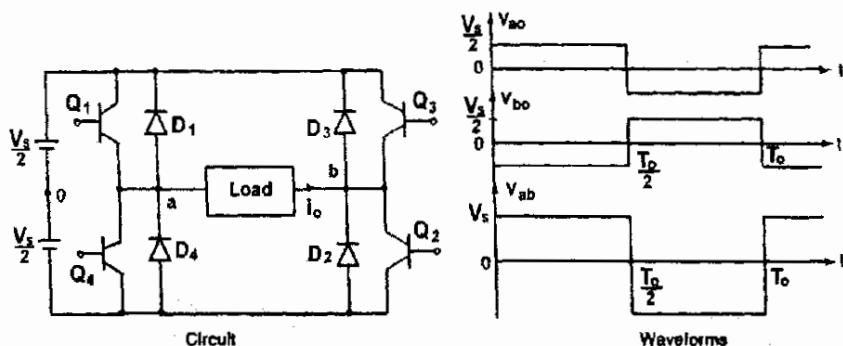 Q1
D1
D3
Q3
Vs/2
0
Load
b
a
io
Vs/2
Q4
D4
D2
Q2
Circuit
Vs/2
vao
0
t
Vs/2
vbo
0
t
To/2
To
vab
Vs
0
To/2
To
t
Waveforms